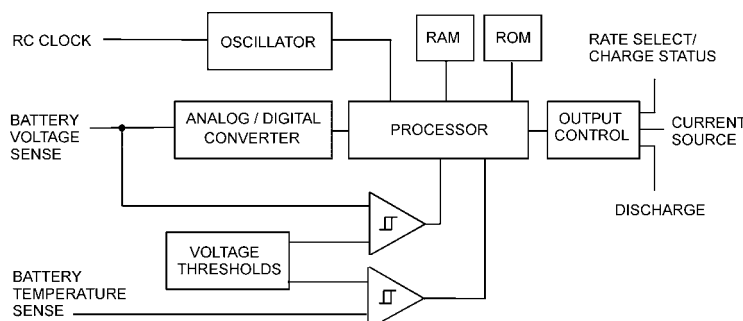 RC CLOCK
OSCILLATOR
RAM
ROM
RATE SELECT/
CHARGE STATUS
BATTERY
VOLTAGE
SENSE
ANALOG / DIGITAL
CONVERTER
PROCESSOR
OUTPUT
CONTROL
CURRENT
SOURCE
DISCHARGE
VOLTAGE
THRESHOLDS
BATTERY
TEMPERATURE
SENSE